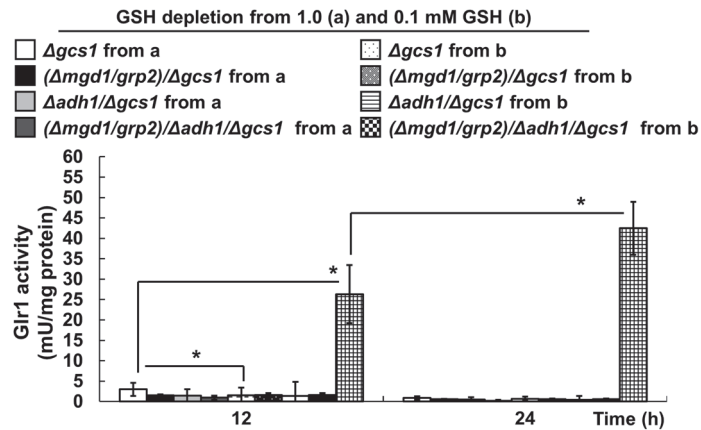 GSH depletion from 1.0 (a) and 0.1 mM GSH (b)
Δgcs1 from a
Δgcs1 from b
(Δmgd1/grp2)/Δgcs1 from a
(Δmgd1/grp2)/Δgcs1 from b
Δadh1/Δgcs1 from a
Δadh1/Δgcs1 from b
(Δmgd1/grp2)/Δadh1/Δgcs1 from a
(Δmgd1/grp2)/Δadh1/Δgcs1 from b
Glr1 activity
(mU/mg protein)
60
55
50
45
40
35
30
25
20
15
10
5
0
*
*
*
12
24
Time (h)